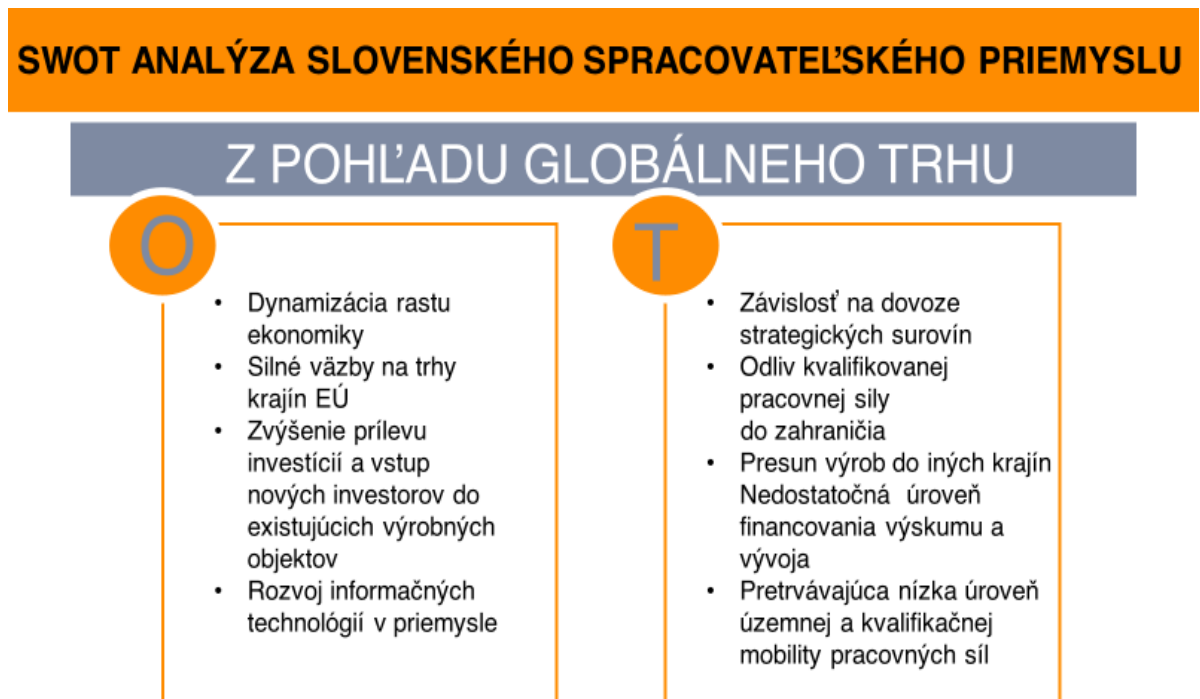 SWOT ANALÝZA SLOVENSKÉHO SPRACOVATEĽSKÉHO PRIEMYSLU
Z POHĽADU GLOBÁLNEHO TRHU
O
• Dynamizácia rastu
ekonomiky
• Silné väzby na trhy
krajín EÚ
• Zvýšenie prílevu
investícií a vstup
nových investorov do
existujúcich výrobných
objektov
• Rozvoj informačných
technológií v priemysle
T
• Závislosť na dovoze
strategických surovín
• Odliv kvalifikovanej
pracovnej sily
do zahraničia
• Presun výrob do iných krajín
Nedostatočná úroveň
financovania výskumu a
vývoja
• Pretrvávajúca nízka úroveň
územnej a kvalifikačnej
mobility pracovných síl